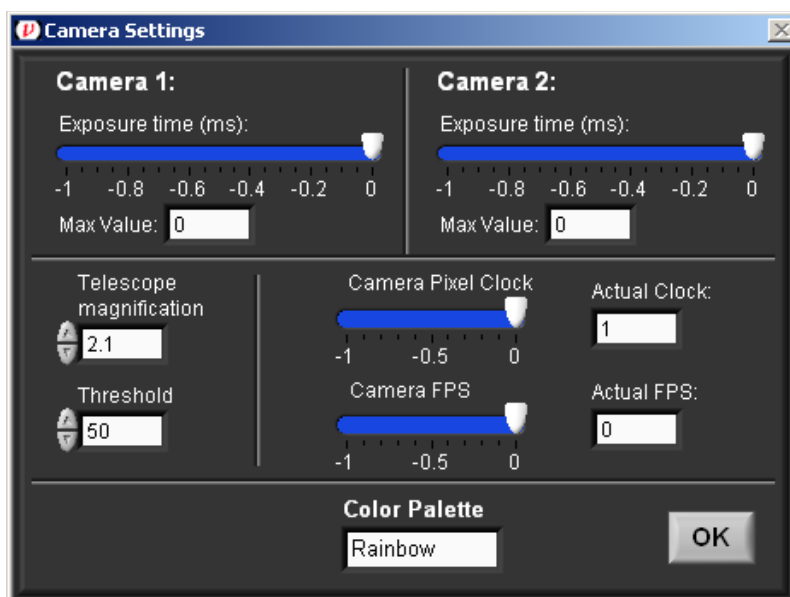 Camera Settings
Camera 1:
Camera 2:
Exposure time (ms):
Exposure time (ms):
-1 -0.8 -0.6 -0.4 -0.2 0
-1 -0.8 -0.6 -0.4 -0.2 0
Max Value: 0
Max Value: 0
Telescope
magnification
2.1
Threshold
50
Camera Pixel Clock
-1 -0.5 0
Actual Clock:
1
Camera FPS
-1 -0.5 0
Actual FPS:
0
Color Palette
Rainbow
OK